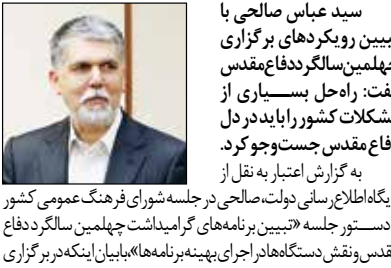 سید عباس صالحی با
تبیین رویکردهای برگزاری
چهلمین سالگرد دفاع مقدس
گفت: راه‌حل بســـیاری از
مشکلات کشور را باید در دل
دفاع مقدس جست‌وجو کرد.
به گزارش اعتبار به نقل از
پایگاه اطلاع رسانی دولت، صالحی در جلسه شورای فرهنگ عمومی کشور
با دســـتور جلسه «تبیین برنامه‌های گرامیداشت چهلمین سالگرد دفاع
مقدس و نقش دستگاه‌ها در اجرای بهینه برنامه‌ها»، با بیان اینکه در برگزاری